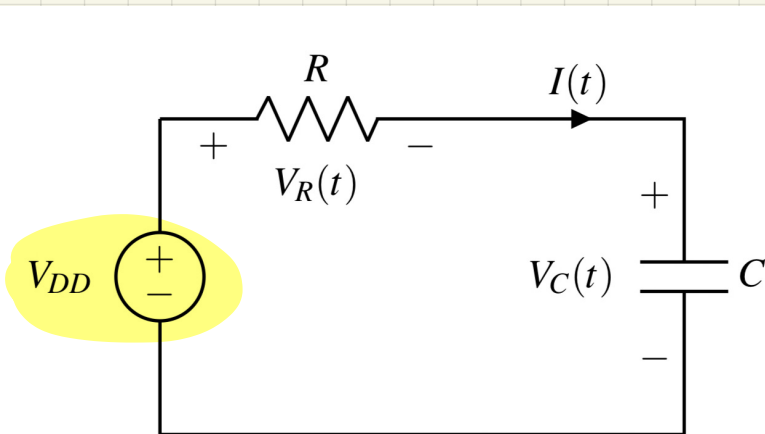 R
I(t)
+ −
V_R(t)
+
V_DD
+
−
V_C(t)
C
−